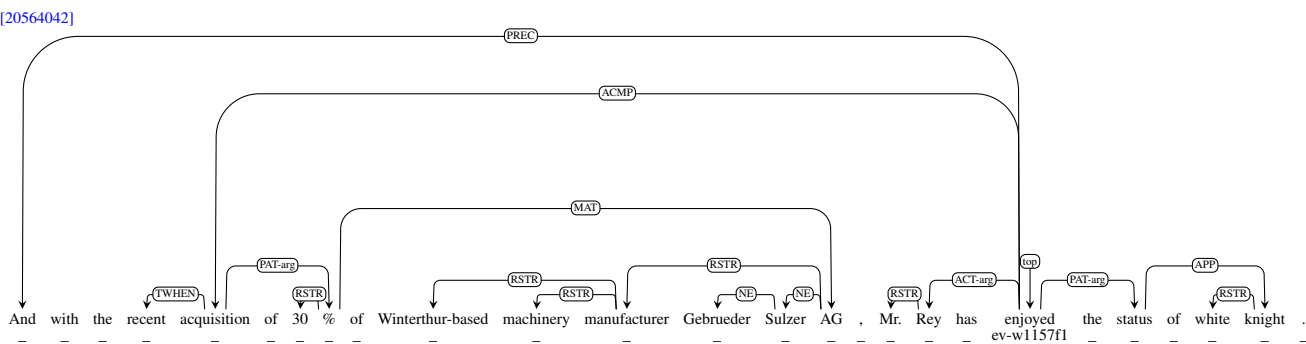 [20564042]
PREC
ACMP
MAT
PAT-arg RSTR top
RSTR ACT-arg PAT-arg APP
TWHEN RSTR RSTR NE NE RSTR RSTR
And with the recent acquisition of 30 % of Winterthur-based machinery manufacturer Gebrueder Sulzer AG , Mr. Rey has enjoyed the status of white knight .
ev-w1157f1
_ _ _ _ _ _ _ _ _ _ _ _ _ _ _ _ _ _ _ _ _ _ _ _ _